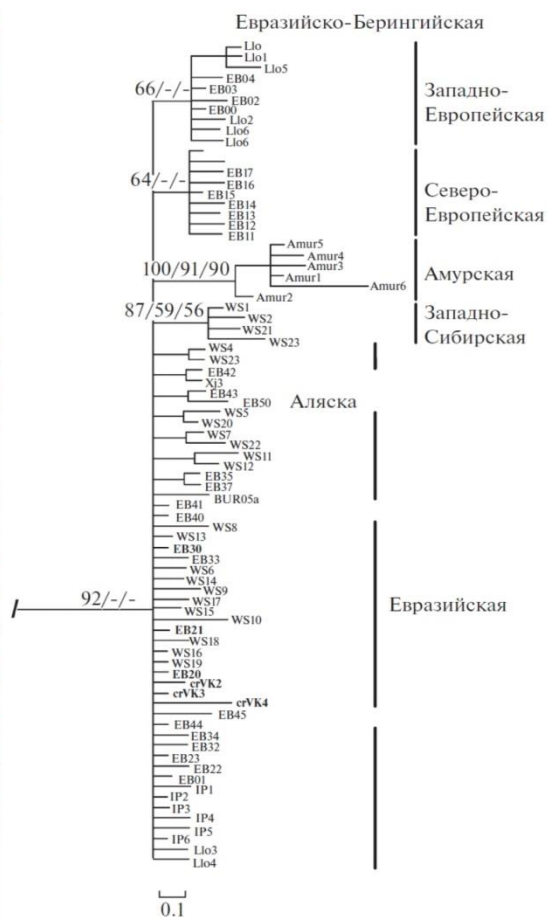 Евразийско-Берингийская
Llo
Llo1
Llo5
EB04
66/-/-
EB03
EB02
EB00
Llo2
Llo6
Llo6
Западно-
Европейская
64/-/-
EB17
EB16
EB15
EB14
EB13
EB12
EB11
Северо-
Европейская
Amur5
Amur4
Amur3
100/91/90
Amur1
Amur6
Amur2
Амурская
87/59/56
WS1
WS2
WS21
WS23
Западно-
Сибирская
WS4
WS23
EB42
Xj3
EB43
EB50
Аляска
WS5
WS20
WS7
WS22
WS11
WS12
EB35
EB37
BUR05a
EB41
EB40
WS8
WS13
EB30
EB33
WS6
WS14
WS9
WS17
WS15
92/-/-
Евразийская
WS10
EB21
WS18
WS16
WS19
EB20
crVK2
crVK3
crVK4
EB45
EB44
EB34
EB32
EB23
EB22
EB01
IP1
IP2
IP3
IP4
IP5
IP6
Llo3
Llo4
0.1